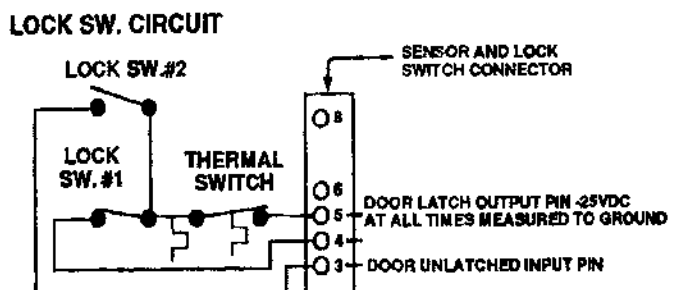 LOCK SW. CIRCUIT
SENSOR AND LOCK
SWITCH CONNECTOR
LOCK SW.#2
8
LOCK
SW. #1
THERMAL
SWITCH
6
5
DOOR LATCH OUTPUT PIN -25VDC
AT ALL TIMES MEASURED TO GROUND
4
3
DOOR UNLATCHED INPUT PIN